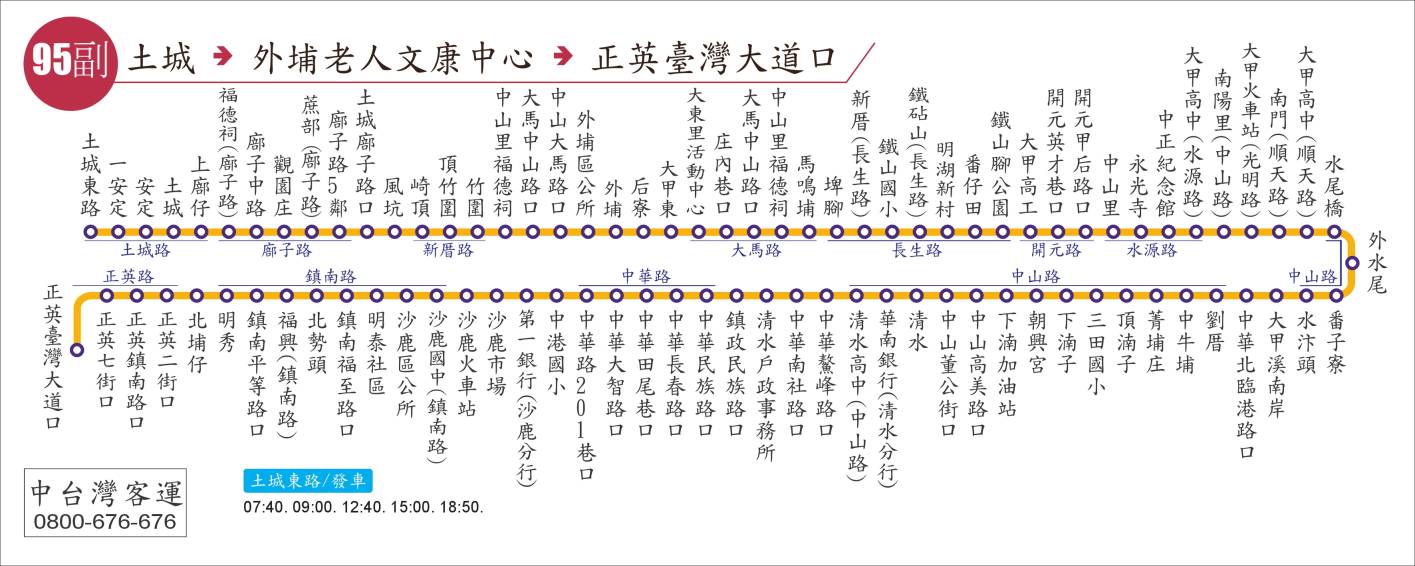 95副
土城 → 外埔老人文康中心 → 正英臺灣大道口
土城東路
一安定
安定
土城
上廍仔
福德祠(廍子路)
廍子中路
觀園庄
蔗部(廍子路)
廍子路5鄰
土城廍子路口
風坑
崎頂
頂竹圍
竹圍
中山里福德祠
大馬中山路口
中山大馬路口
外埔區公所
外埔
后寮
大甲東
大東里活動中心
庄內巷口
大馬中山路口
中山里福德祠
馬鳴埔
埤腳
新厝(長生路)
鐵山國小
鐵砧山(長生路)
明湖新村
番仔田
鐵山腳公園
大甲高工
開元英才巷口
開元甲后路口
中山里
永光寺
中正紀念館
大甲高中(水源路)
南陽里(中山路)
大甲火車站(光明路)
南門(順天路)
大甲高中(順天路)
水尾橋
土城路
廍子路
新厝路
大馬路
長生路
開元路
水源路
外水尾
正英路
鎮南路
中華路
中山路
中山路
正英臺灣大道口
正英七街口
正英鎮南路口
正英二街口
北埔仔
明秀
鎮南平等路口
福興(鎮南路)
北勢頭
鎮南福至路口
明泰社區
沙鹿區公所
沙鹿國中(鎮南路)
沙鹿火車站
沙鹿市場
第一銀行(沙鹿分行)
中港國小
中華路201巷口
中華大智路口
中華田尾巷口
中華長春路口
中華民族路口
鎮政民族路口
清水戶政事務所
中華南社路口
中華鰲峰路口
清水高中(中山路)
華南銀行(清水分行)
清水
中山董公街口
中山高美路口
下湳加油站
朝興宮
下湳子
三田國小
頂湳子
菁埔庄
中牛埔
劉厝
中華北臨港路口
大甲溪南岸
水汴頭
番子寮
中台灣客運
0800-676-676
土城東路/發車
07:40. 09:00. 12:40. 15:00. 18:50.